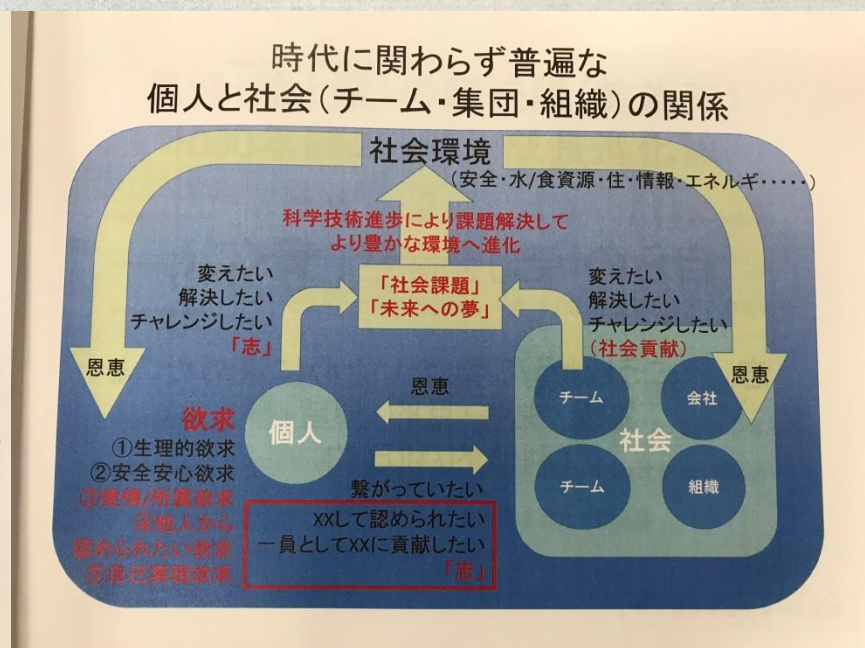 時代に関わらず普遍な
個人と社会(チーム・集団・組織)の関係
社会環境
(安全・水/食資源・住・情報・エネルギ・・・・・)
科学技術進歩により課題解決して
より豊かな環境へ進化
「社会課題」
「未来への夢」
変えたい
解決したい
チャレンジしたい
「志」
変えたい
解決したい
チャレンジしたい
(社会貢献)
恩恵
恩恵
恩恵
欲求
①生理的欲求
②安全安心欲求
③愛情/所属欲求
④他人から
認められたい欲求
⑤自己実現欲求
個人
繋がっていたい
XXして認められたい
一員としてXXに貢献したい
「志」
チーム
会社
社会
チーム
組織